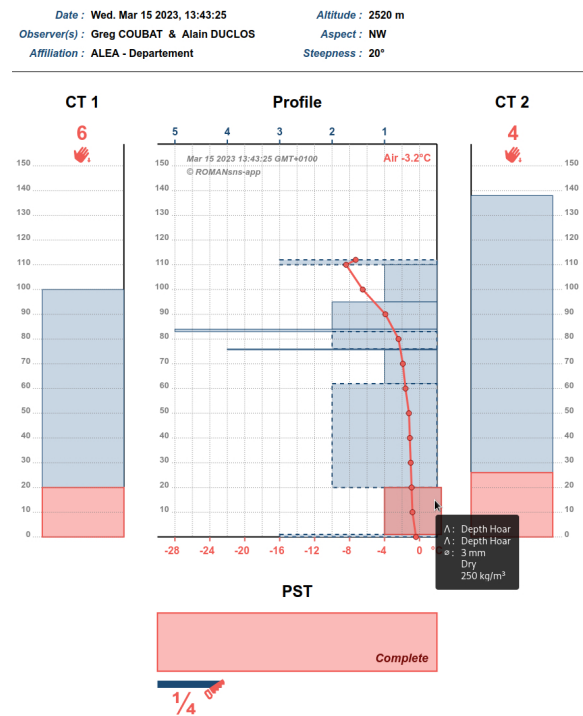 Date : Wed. Mar 15 2023, 13:43:25 Altitude : 2520 m
Observer(s) : Greg COUBAT & Alain DUCLOS Aspect : NW
Affiliation : ALEA - Departement Steepness : 20°
CT 1 Profile CT 2
6 5 4 3 2 1 4
Mar 15 2023 13:43:25 GMT+0100 Air -3.2°C
© ROMANsns-app
150 150 150
140 140 140
130 130 130
120 120 120
110 110 110
100 100 100
90 90 90
80 80 80
70 70 70
60 60 60
50 50 50
40 40 40
30 30 30
20 20 20
10 10 10
0 0 0
-28 -24 -20 -16 -12 -8 -4 0
Λ : Depth Hoar
Λ : Depth Hoar
⌀ : 3 mm
Dry
250 kg/m³
PST
Complete
1/4